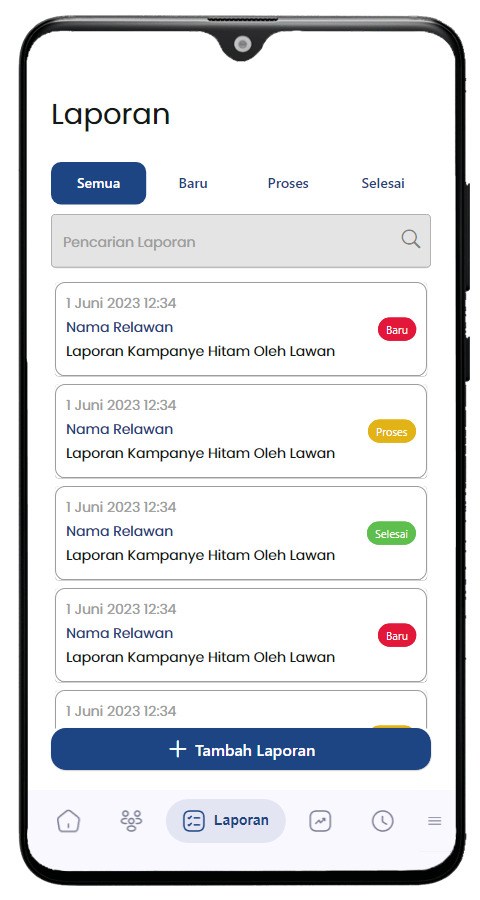 Laporan
Semua Baru Proses Selesai
Pencarian Laporan
1 Juni 2023 12:34
Nama Relawan
Baru
Laporan Kampanye Hitam Oleh Lawan
1 Juni 2023 12:34
Nama Relawan
Proses
Laporan Kampanye Hitam Oleh Lawan
1 Juni 2023 12:34
Nama Relawan
Selesai
Laporan Kampanye Hitam Oleh Lawan
1 Juni 2023 12:34
Nama Relawan
Baru
Laporan Kampanye Hitam Oleh Lawan
1 Juni 2023 12:34
+ Tambah Laporan
Laporan